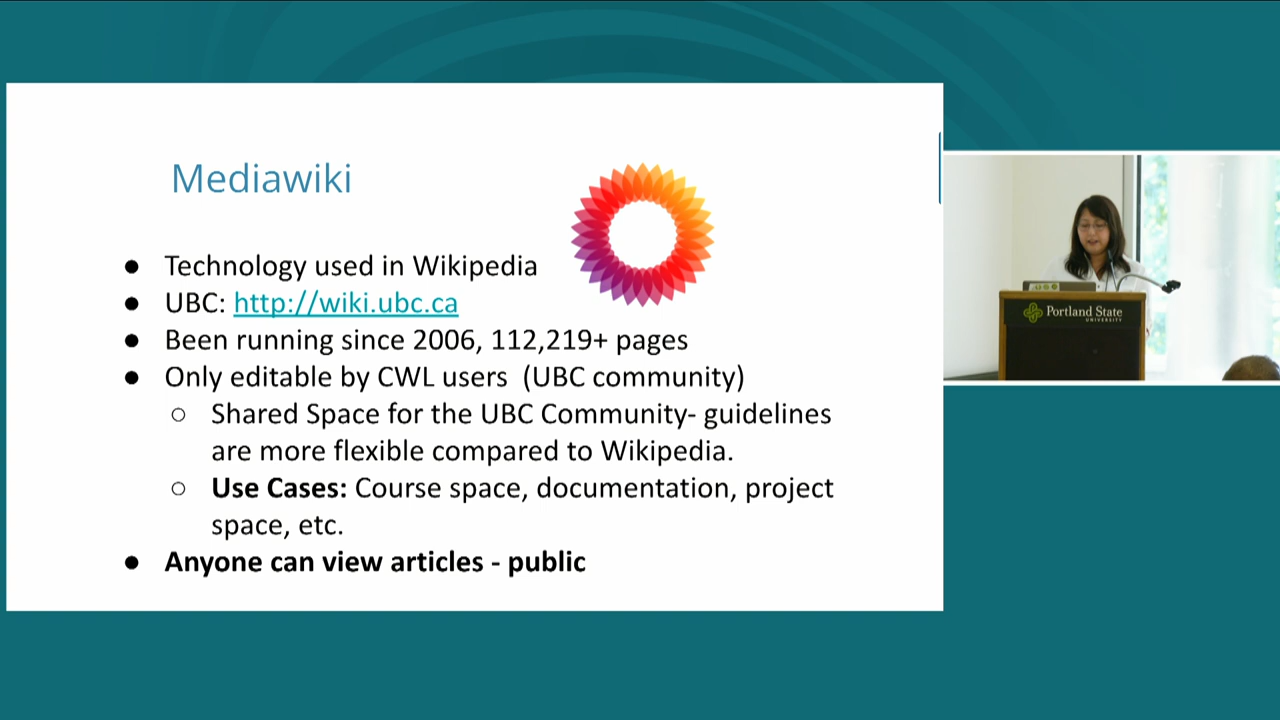 Mediawiki
● Technology used in Wikipedia
● UBC: http://wiki.ubc.ca
● Been running since 2006, 112,219+ pages
● Only editable by CWL users (UBC community)
○ Shared Space for the UBC Community- guidelines
are more flexible compared to Wikipedia.
○ Use Cases: Course space, documentation, project
space, etc.
● Anyone can view articles - public
Portland State
UNIVERSITY